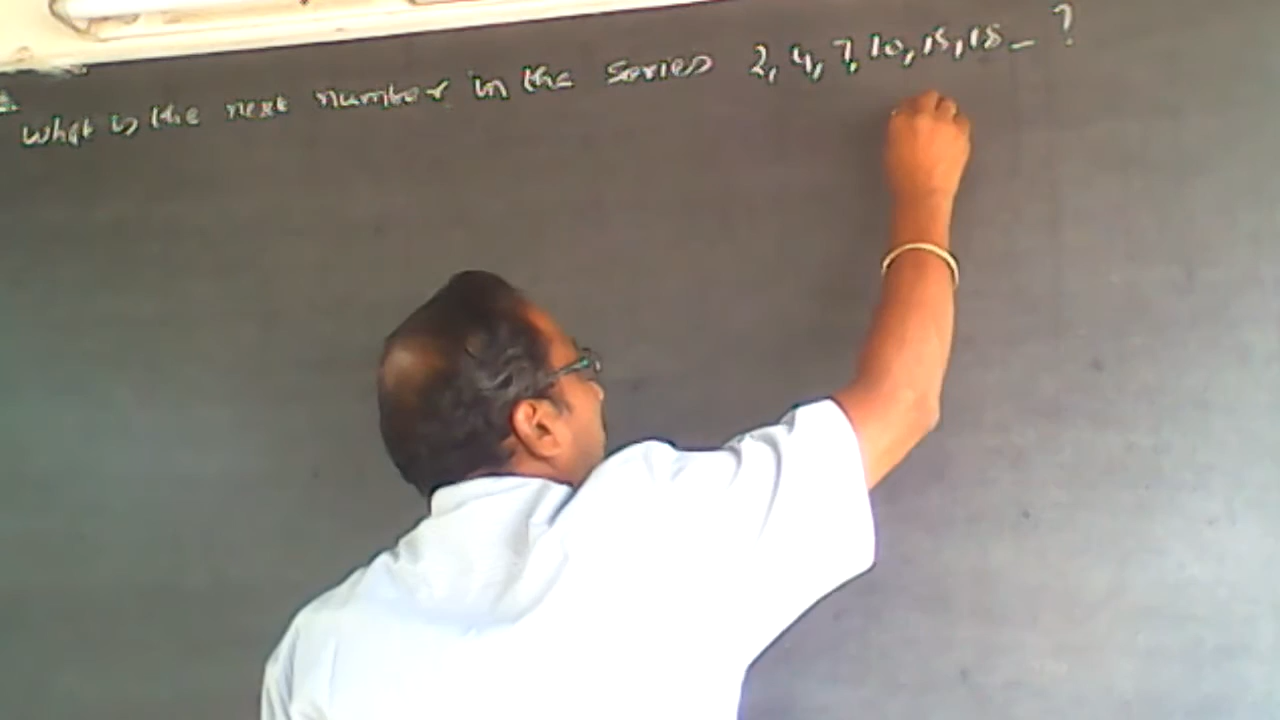 What is the next number in the series 2, 4, 7, 10, 15, 18 _ ?